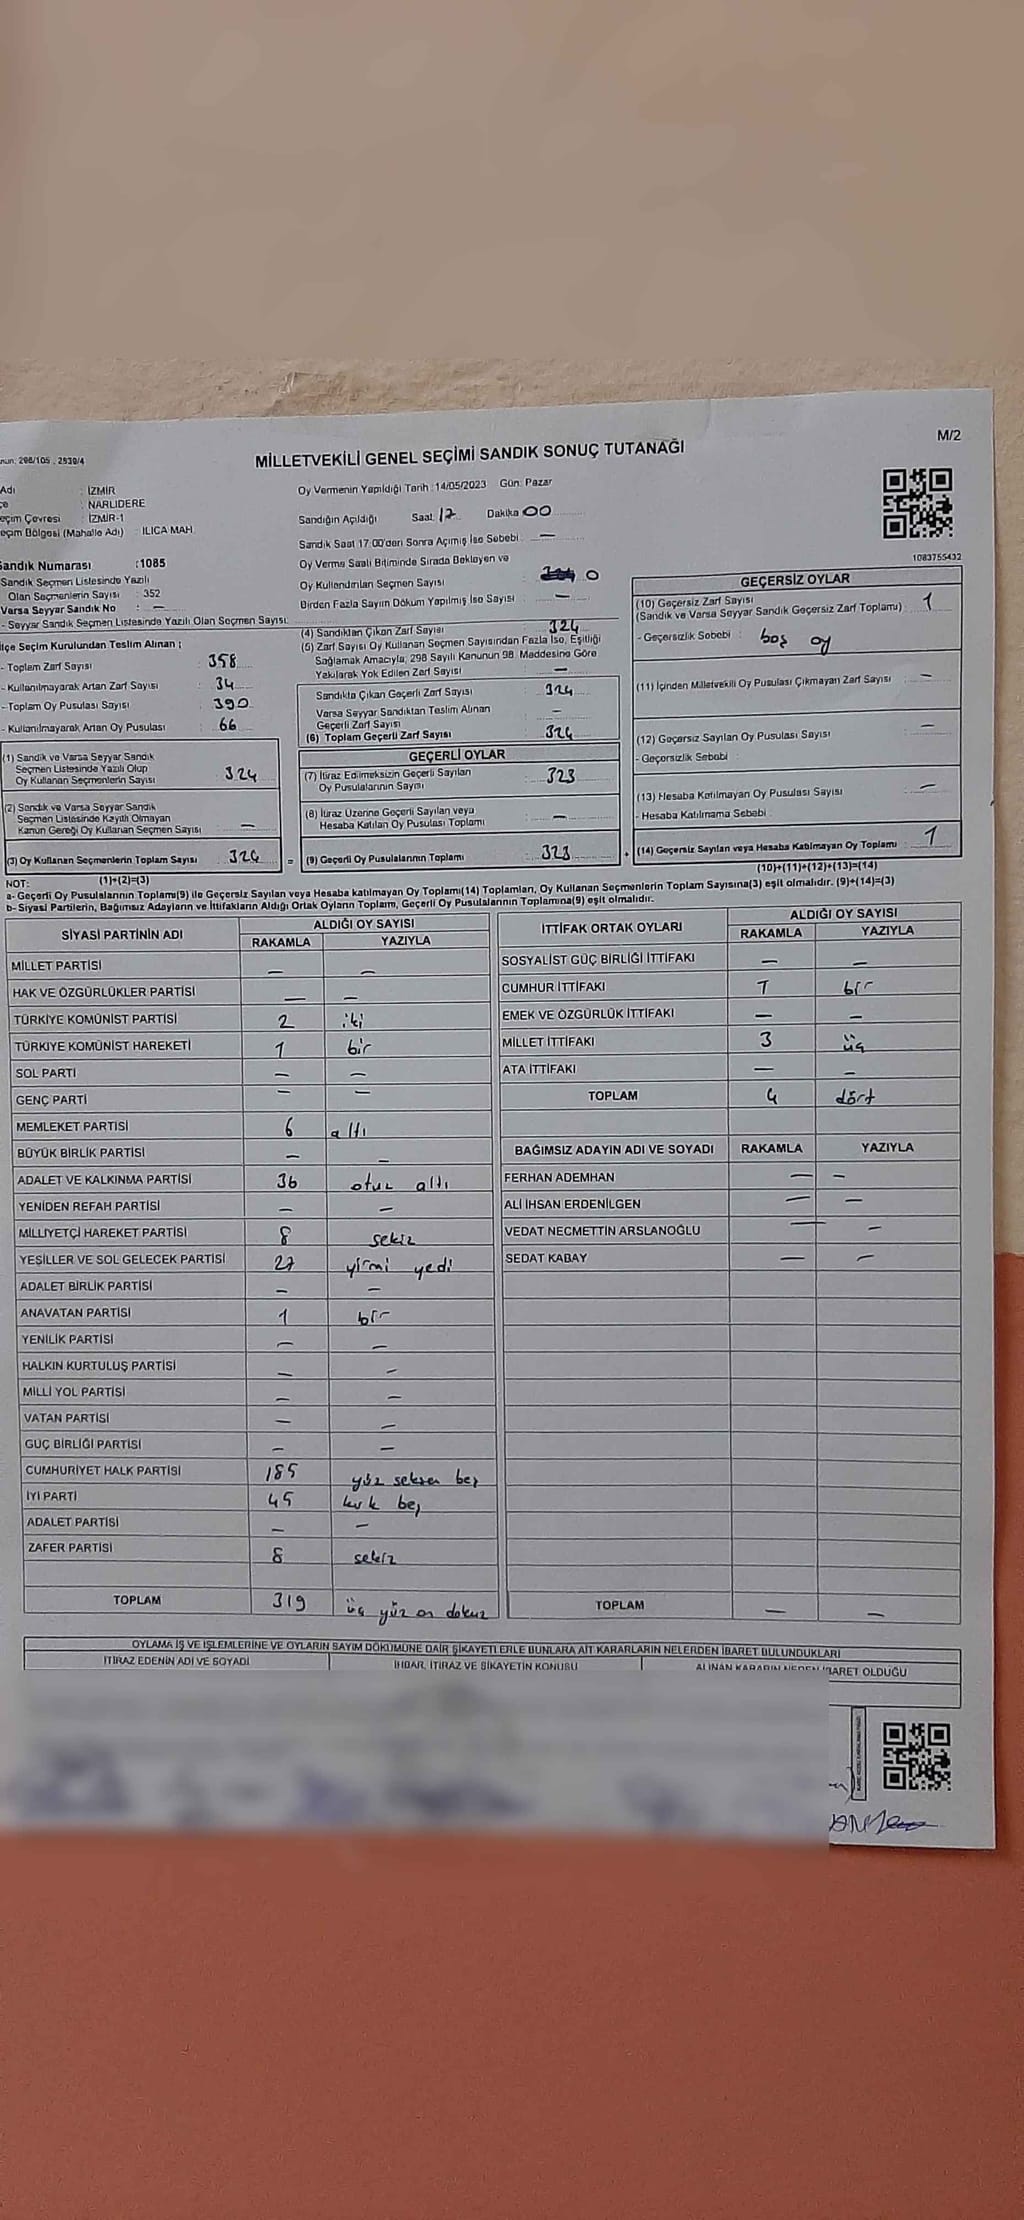 M/2
298/105 , 2839/4
MİLLETVEKİLİ GENEL SEÇİMİ SANDIK SONUÇ TUTANAĞI
Adı : İZMİR
: NARLIDERE
eçim Çevresi : İZMİR-1
eçim Bölgesi (Mahalle Adı) : ILICA MAH.
Sandık Numarası :1085
Sandık Seçmen Listesinde Yazılı
Olan Seçmenlerin Sayısı : 352
Varsa Seyyar Sandık No : —
- Seyyar Sandık Seçmen Listesinde Yazılı Olan Seçmen Sayısı:
Oy Vermenin Yapıldığı Tarih :14/05/2023 Gün: Pazar
Sandığın Açıldığı Saat 17 Dakika 00
Sandık Saat 17.00'den Sonra Açılmış İse Sebebi : —
Oy Verme Saati Bitiminde Sırada Bekleyen ve
Oy Kullandırılan Seçmen Sayısı : 0
Birden Fazla Sayım Döküm Yapılmış İse Sayısı : —
1083755432
İlçe Seçim Kurulundan Teslim Alınan ;
- Toplam Zarf Sayısı : 358
- Kullanılmayarak Artan Zarf Sayısı : 34
- Toplam Oy Pusulası Sayısı : 390
- Kullanılmayarak Artan Oy Pusulası : 66
(1) Sandık ve Varsa Seyyar Sandık
Seçmen Listesinde Yazılı Olup
Oy Kullanan Seçmenlerin Sayısı : 324
(2) Sandık ve Varsa Seyyar Sandık
Seçmen Listesinde Kayıtlı Olmayan
Kanun Gereği Oy Kullanan Seçmen Sayısı : —
(3) Oy Kullanan Seçmenlerin Toplam Sayısı : 324 =
(1)+(2)=(3)
(4) Sandıktan Çıkan Zarf Sayısı : 324
(5) Zarf Sayısı Oy Kullanan Seçmen Sayısından Fazla İse, Eşitliği
Sağlamak Amacıyla, 298 Sayılı Kanunun 98. Maddesine Göre
Yakılarak Yok Edilen Zarf Sayısı : —
Sandıkta Çıkan Geçerli Zarf Sayısı : 324
Varsa Seyyar Sandıktan Teslim Alınan
Geçerli Zarf Sayısı : —
(6) Toplam Geçerli Zarf Sayısı : 324
GEÇERLİ OYLAR
(7) İtiraz Edilmeksizin Geçerli Sayılan
Oy Pusulalarının Sayısı : 323
(8) İtiraz Üzerine Geçerli Sayılan veya
Hesaba Katılan Oy Pusulası Toplamı : —
(9) Geçerli Oy Pusulalarının Toplamı : 323 +
GEÇERSİZ OYLAR
(10) Geçersiz Zarf Sayısı
(Sandık ve Varsa Seyyar Sandık Geçersiz Zarf Toplamı) : 1
- Geçersizlik Sebebi : boş oy
(11) İçinden Milletvekili Oy Pusulası Çıkmayan Zarf Sayısı : —
(12) Geçersiz Sayılan Oy Pusulası Sayısı : —
- Geçersizlik Sebebi :
(13) Hesaba Katılmayan Oy Pusulası Sayısı : —
- Hesaba Katılmama Sebebi :
(14) Geçersiz Sayılan veya Hesaba Katılmayan Oy Toplamı : 1
(10)+(11)+(12)+(13)=(14)
NOT:
a- Geçerli Oy Pusulalarının Toplamı(9) ile Geçersiz Sayılan veya Hesaba katılmayan Oy Toplamı(14) Toplamları, Oy Kullanan Seçmenlerin Toplam Sayısına(3) eşit olmalıdır. (9)+(14)=(3)
b- Siyasi Partilerin, Bağımsız Adayların ve İttifakların Aldığı Ortak Oyların Toplamı, Geçerli Oy Pusulalarının Toplamına(9) eşit olmalıdır.
SİYASİ PARTİNİN ADI ALDIĞI OY SAYISI
RAKAMLA YAZIYLA
MİLLET PARTİSİ — —
HAK VE ÖZGÜRLÜKLER PARTİSİ — —
TÜRKİYE KOMÜNİST PARTİSİ 2 iki
TÜRKİYE KOMÜNİST HAREKETİ 1 bir
SOL PARTİ — —
GENÇ PARTİ — —
MEMLEKET PARTİSİ 6 altı
BÜYÜK BİRLİK PARTİSİ — —
ADALET VE KALKINMA PARTİSİ 36 otuz altı
YENİDEN REFAH PARTİSİ — —
MİLLİYETÇİ HAREKET PARTİSİ 8 sekiz
YEŞİLLER VE SOL GELECEK PARTİSİ 27 yirmi yedi
ADALET BİRLİK PARTİSİ — —
ANAVATAN PARTİSİ 1 bir
YENİLİK PARTİSİ — —
HALKIN KURTULUŞ PARTİSİ — —
MİLLİ YOL PARTİSİ — —
VATAN PARTİSİ — —
GÜÇ BİRLİĞİ PARTİSİ — —
CUMHURİYET HALK PARTİSİ 185 yüz seksen beş
İYİ PARTİ 45 kırk beş
ADALET PARTİSİ — —
ZAFER PARTİSİ 8 sekiz
TOPLAM 319 üç yüz on dokuz
İTTİFAK ORTAK OYLARI ALDIĞI OY SAYISI
RAKAMLA YAZIYLA
SOSYALİST GÜÇ BİRLİĞİ İTTİFAKI — —
CUMHUR İTTİFAKI 1 bir
EMEK VE ÖZGÜRLÜK İTTİFAKI — —
MİLLET İTTİFAKI 3 üç
ATA İTTİFAKI — —
TOPLAM 4 dört
BAĞIMSIZ ADAYIN ADI VE SOYADI RAKAMLA YAZIYLA
FERHAN ADEMHAN — —
ALİ İHSAN ERDENİLGEN — —
VEDAT NECMETTİN ARSLANOĞLU — —
SEDAT KABAY — —
TOPLAM — —
OYLAMA İŞ VE İŞLEMLERİNE VE OYLARIN SAYIM DÖKÜMÜNE DAİR ŞİKAYETLERLE BUNLARA AİT KARARLARIN NELERDEN İBARET BULUNDUKLARI
İTİRAZ EDENİN ADI VE SOYADI İHBAR, İTİRAZ VE ŞİKAYETİN KONUSU ALINAN KARARIN NEDEN İBARET OLDUĞU